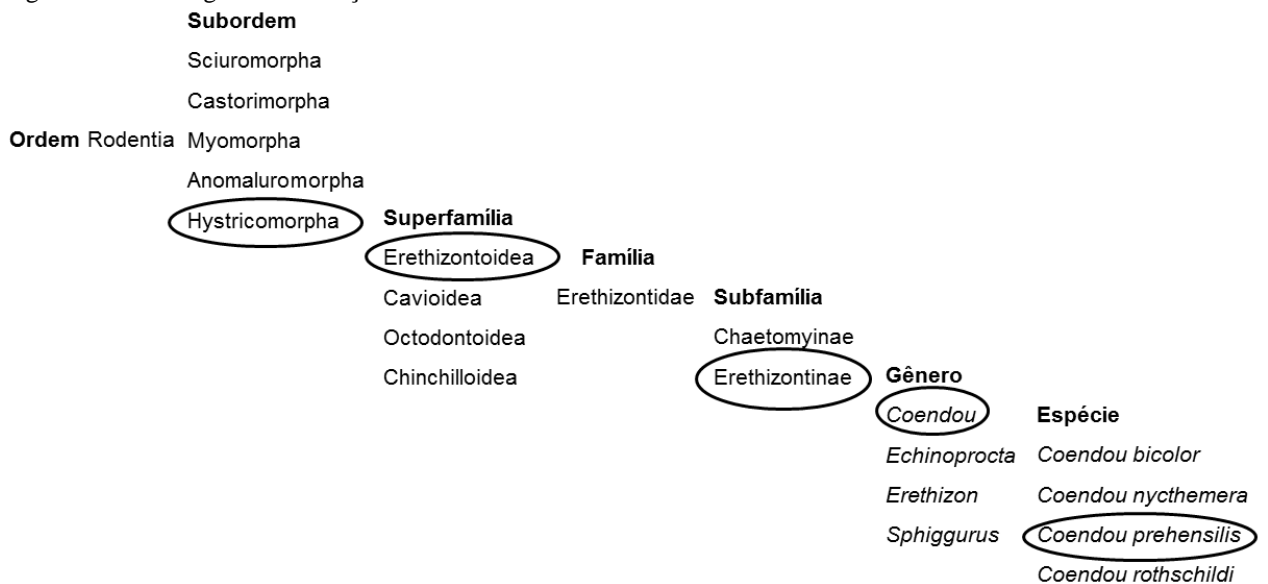 Subordem
Sciuromorpha
Castorimorpha
Ordem Rodentia Myomorpha
Anomaluromorpha
Hystricomorpha Superfamília
Erethizontoidea Família
Cavioidea Erethizontidae Subfamília
Octodontoidea Chaetomyinae
Chinchilloidea Erethizontinae Gênero
Coendou Espécie
Echinoprocta Coendou bicolor
Erethizon Coendou nycthemera
Sphiggurus Coendou prehensilis
Coendou rothschildi